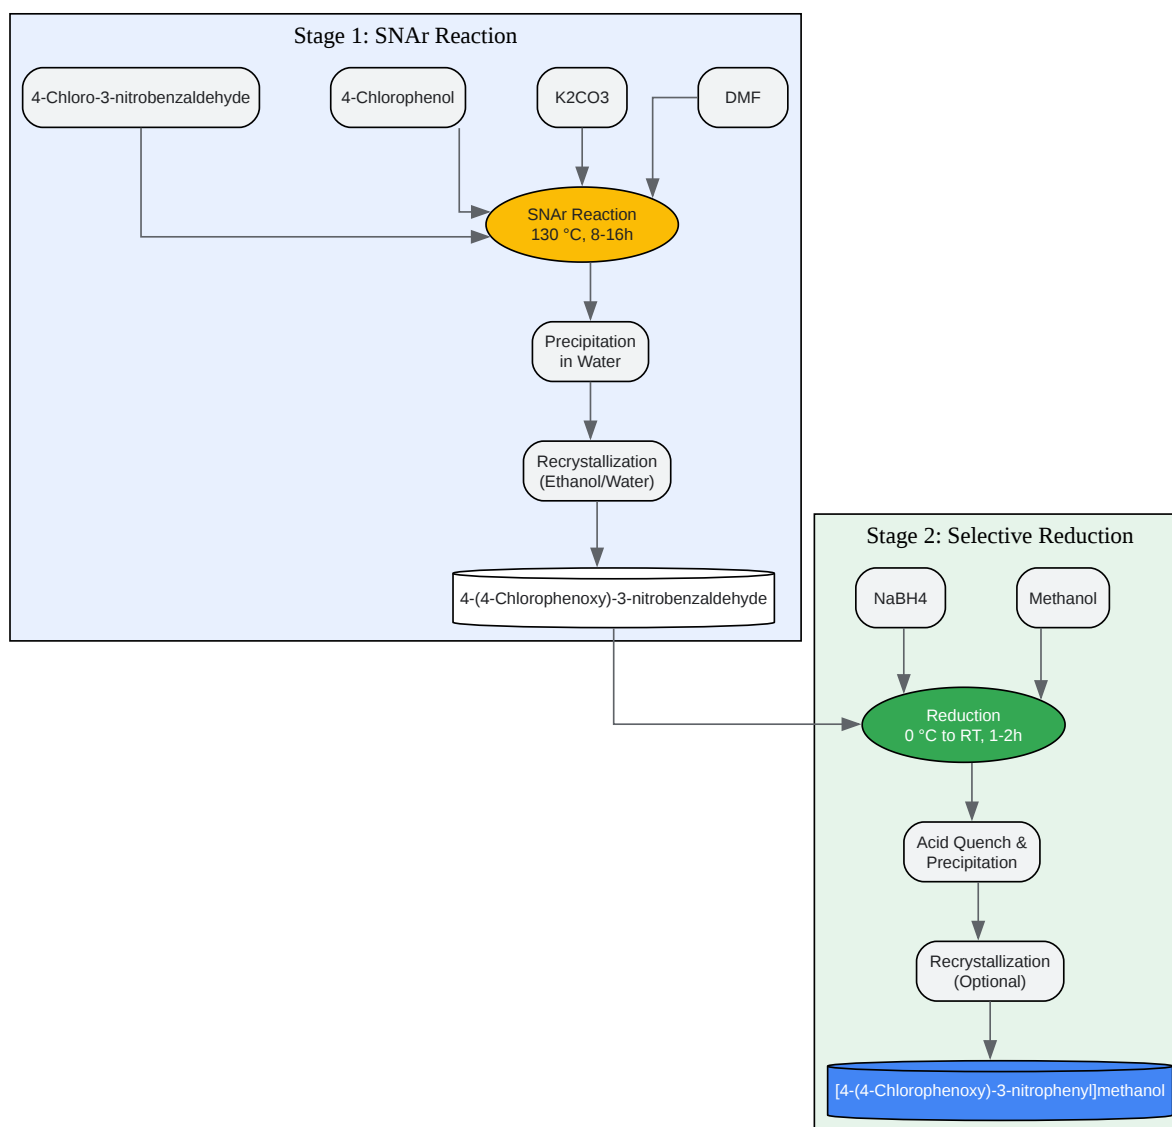 Stage 1: SNAr Reaction
4-Chloro-3-nitrobenzaldehyde
4-Chlorophenol
K2CO3
DMF
SNAr Reaction
130 °C, 8-16h
Precipitation
in Water
Recrystallization
(Ethanol/Water)
4-(4-Chlorophenoxy)-3-nitrobenzaldehyde
Stage 2: Selective Reduction
NaBH4
Methanol
Reduction
0 °C to RT, 1-2h
Acid Quench &
Precipitation
Recrystallization
(Optional)
[4-(4-Chlorophenoxy)-3-nitrophenyl]methanol